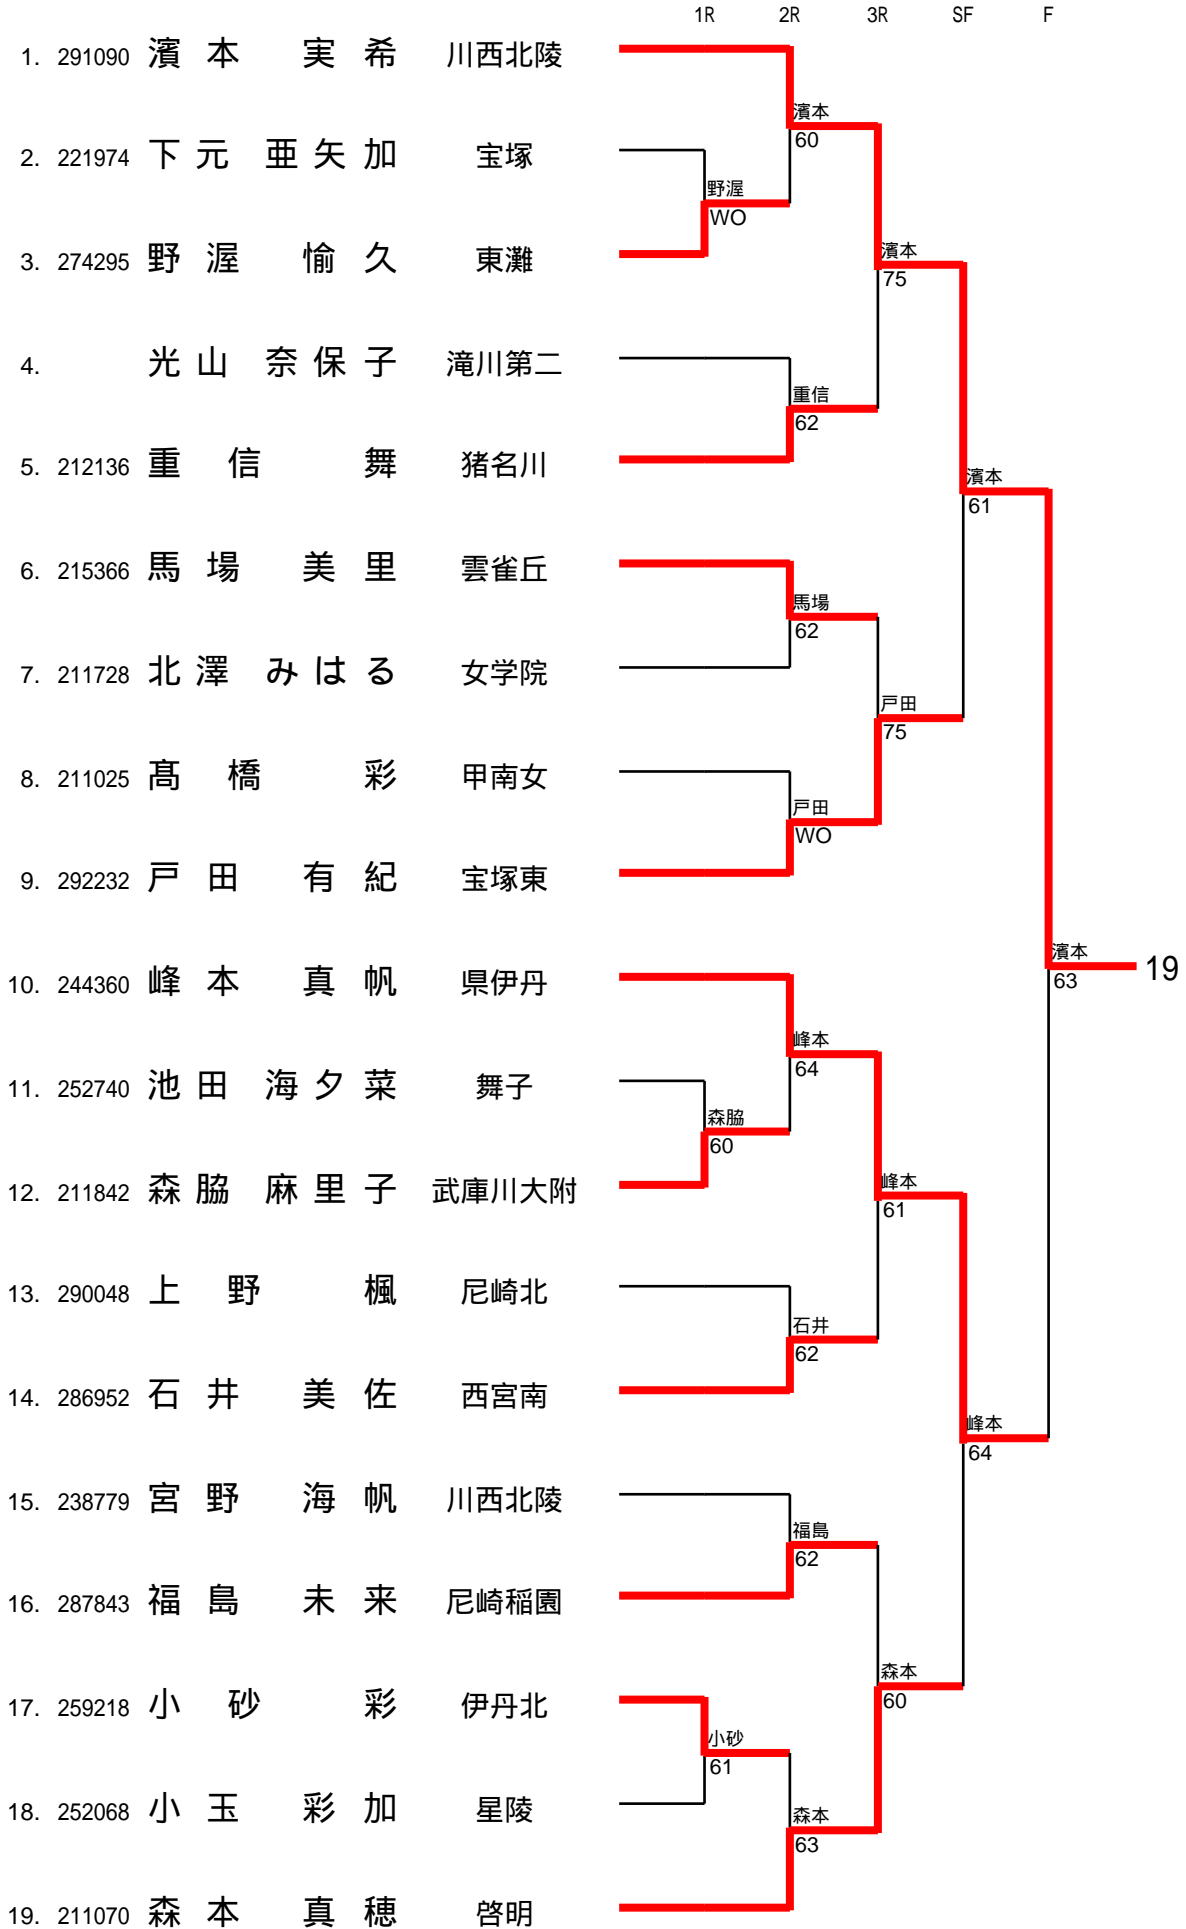 1R 2R 3R SF F
1. 291090 濱本 実希 川西北陵
濱本
60
2. 221974 下元 亜矢加 宝塚
野渥
WO
3. 274295 野渥 愉久 東灘
濱本
75
4. 光山 奈保子 滝川第二
重信
62
5. 212136 重信 舞 猪名川
濱本
61
6. 215366 馬場 美里 雲雀丘
馬場
62
7. 211728 北澤 みはる 女学院
戸田
75
8. 211025 髙橋 彩 甲南女
戸田
WO
9. 292232 戸田 有紀 宝塚東
濱本
63
19
10. 244360 峰本 真帆 県伊丹
峰本
64
11. 252740 池田 海夕菜 舞子
森脇
60
12. 211842 森脇 麻里子 武庫川大附
峰本
61
13. 290048 上野 楓 尼崎北
石井
62
14. 286952 石井 美佐 西宮南
峰本
64
15. 238779 宮野 海帆 川西北陵
福島
62
16. 287843 福島 未来 尼崎稲園
森本
60
17. 259218 小砂 彩 伊丹北
小砂
61
18. 252068 小玉 彩加 星陵
森本
63
19. 211070 森本 真穂 啓明